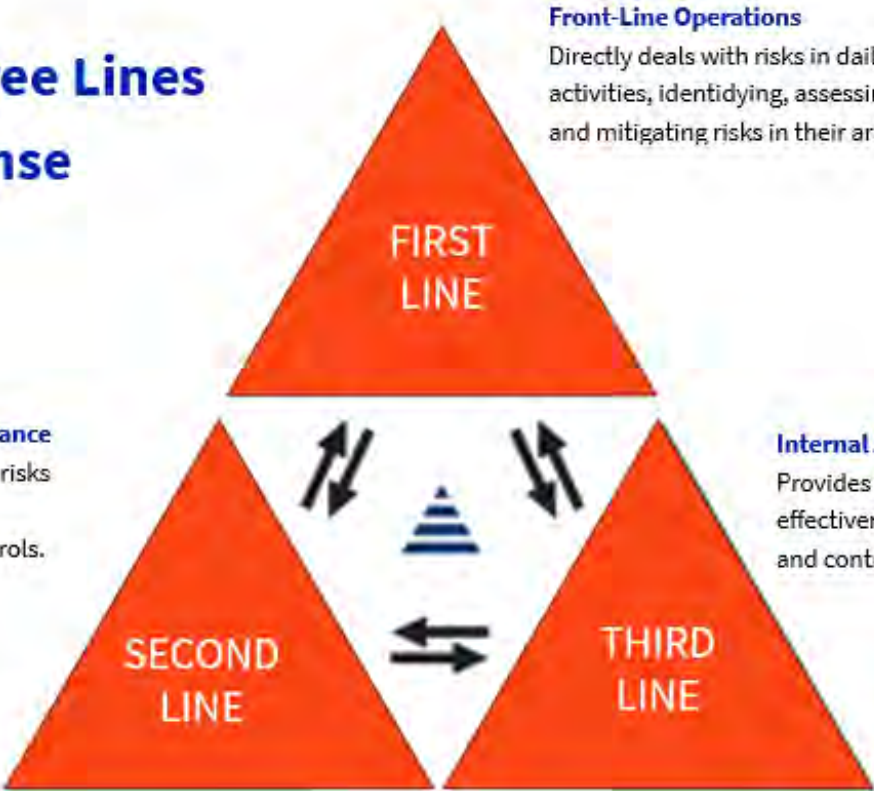 ee Lines
nse
Front-Line Operations
Directly deals with risks in dail
activities, identidying, assessin
and mitigating risks in their ar
FIRST
LINE
ance
risks
rols.
Internal
Provides
effectiver
and cont
SECOND
LINE
THIRD
LINE